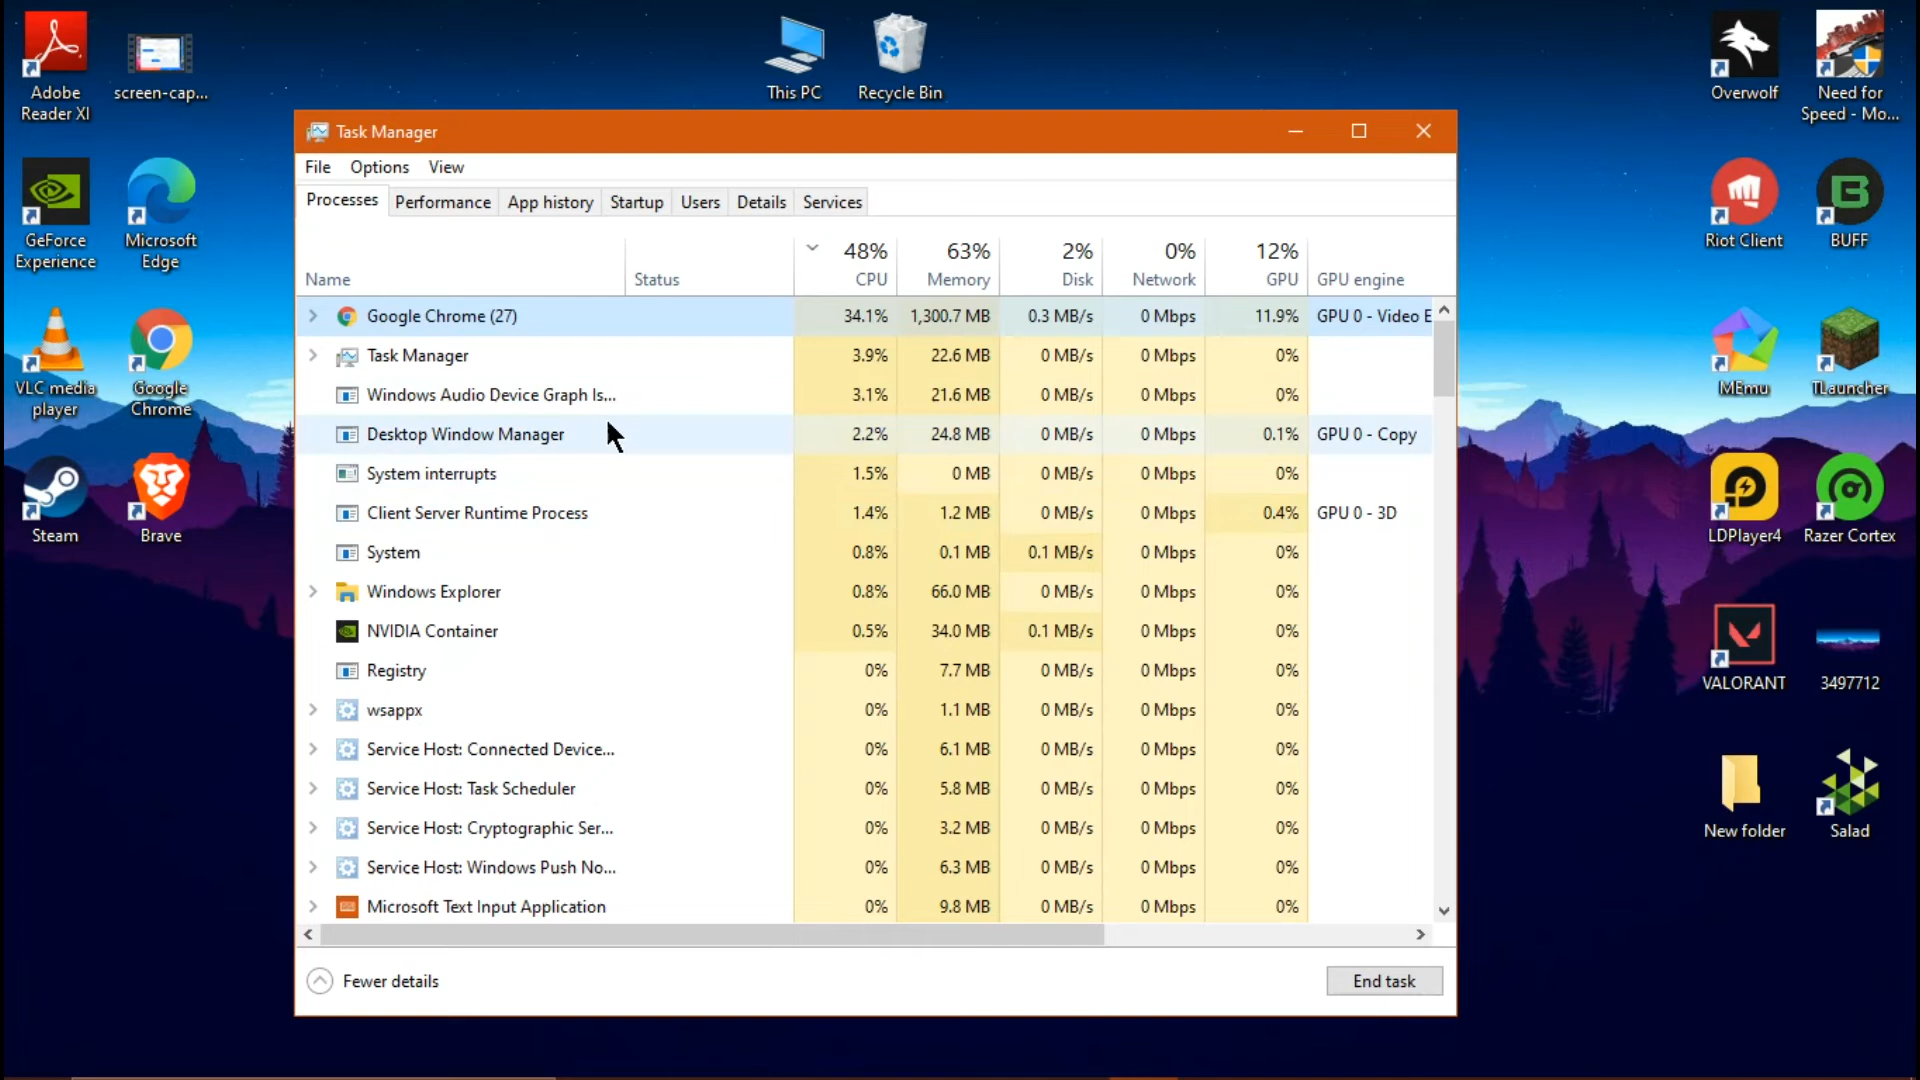 Adobe
Reader XI
screen-cap...
This PC
Recycle Bin
Overwolf
Need for
Speed - Mo...
Task Manager
File Options View
Processes Performance App history Startup Users Details Services
48% 63% 2% 0% 12%
Name Status CPU Memory Disk Network GPU GPU engine
Google Chrome (27) 34.1% 1,300.7 MB 0.3 MB/s 0 Mbps 11.9% GPU 0 - Video E
Task Manager 3.9% 22.6 MB 0 MB/s 0 Mbps 0%
Windows Audio Device Graph Is... 3.1% 21.6 MB 0 MB/s 0 Mbps 0%
Desktop Window Manager 2.2% 24.8 MB 0 MB/s 0 Mbps 0.1% GPU 0 - Copy
System interrupts 1.5% 0 MB 0 MB/s 0 Mbps 0%
Client Server Runtime Process 1.4% 1.2 MB 0 MB/s 0 Mbps 0.4% GPU 0 - 3D
System 0.8% 0.1 MB 0.1 MB/s 0 Mbps 0%
Windows Explorer 0.8% 66.0 MB 0 MB/s 0 Mbps 0%
NVIDIA Container 0.5% 34.0 MB 0.1 MB/s 0 Mbps 0%
Registry 0% 7.7 MB 0 MB/s 0 Mbps 0%
wsappx 0% 1.1 MB 0 MB/s 0 Mbps 0%
Service Host: Connected Device... 0% 6.1 MB 0 MB/s 0 Mbps 0%
Service Host: Task Scheduler 0% 5.8 MB 0 MB/s 0 Mbps 0%
Service Host: Cryptographic Ser... 0% 3.2 MB 0 MB/s 0 Mbps 0%
Service Host: Windows Push No... 0% 6.3 MB 0 MB/s 0 Mbps 0%
Microsoft Text Input Application 0% 9.8 MB 0 MB/s 0 Mbps 0%
Fewer details
End task
GeForce
Experience
Microsoft
Edge
VLC media
player
Google
Chrome
Steam
Brave
Riot Client
BUFF
MEmu
TLauncher
LDPlayer4
Razer Cortex
VALORANT
3497712
New folder
Salad